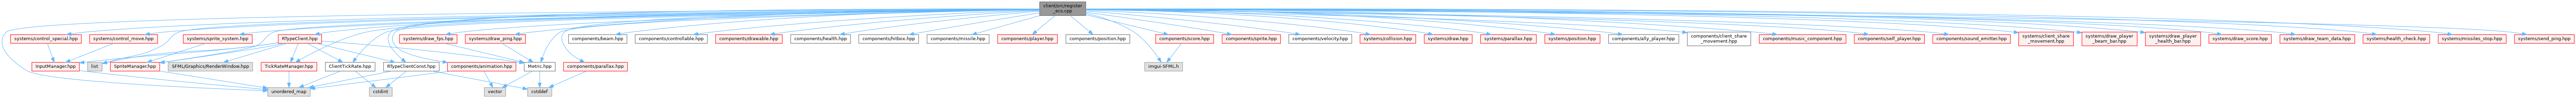 client/src/register
_ecs.cpp
systems/control_special.hpp
systems/control_move.hpp
systems/sprite_system.hpp
RTypeClient.hpp
systems/draw_fps.hpp
systems/draw_ping.hpp
components/beam.hpp
components/controllable.hpp
components/drawable.hpp
components/health.hpp
components/hitbox.hpp
components/missile.hpp
components/player.hpp
components/position.hpp
components/score.hpp
components/sprite.hpp
components/velocity.hpp
systems/collision.hpp
systems/draw.hpp
systems/parallax.hpp
systems/position.hpp
components/ally_player.hpp
components/client_share
_movement.hpp
components/music_component.hpp
components/self_player.hpp
components/sound_emitter.hpp
systems/client_share
_movement.hpp
systems/draw_player
_beam_bar.hpp
systems/draw_player
_health_bar.hpp
systems/draw_score.hpp
systems/draw_team_data.hpp
systems/health_check.hpp
systems/missiles_stop.hpp
systems/send_ping.hpp
InputManager.hpp
list
SpriteManager.hpp
SFML/Graphics/RenderWindow.hpp
TickRateManager.hpp
ClientTickRate.hpp
RTypeClientConst.hpp
components/animation.hpp
Metric.hpp
components/parallax.hpp
imgui-SFML.h
unordered_map
cstdint
vector
cstddef